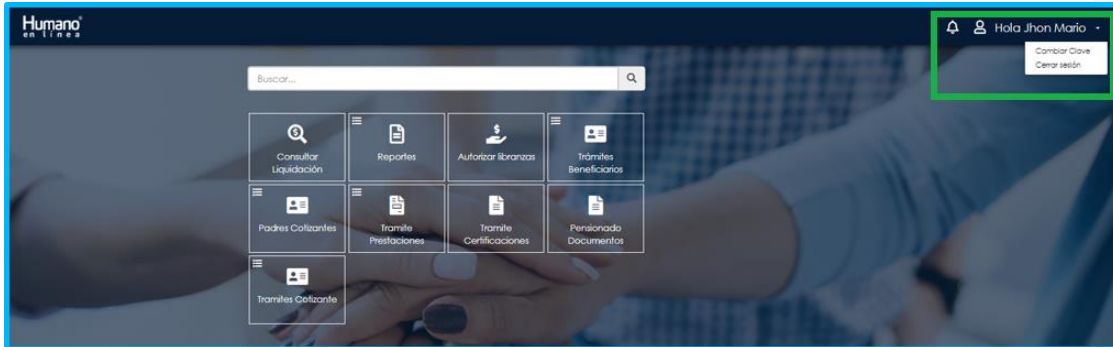 Humano
en línea
Hola Jhon Mario
Cambiar Clave
Cerrar sesión
Buscar...
Consultar
Liquidación
Reportes
Autorizar libranzas
Trámites
Beneficiarios
Padres Cotizantes
Tramite
Prestaciones
Tramite
Certificaciones
Pensionado
Documentos
Tramites Cotizante